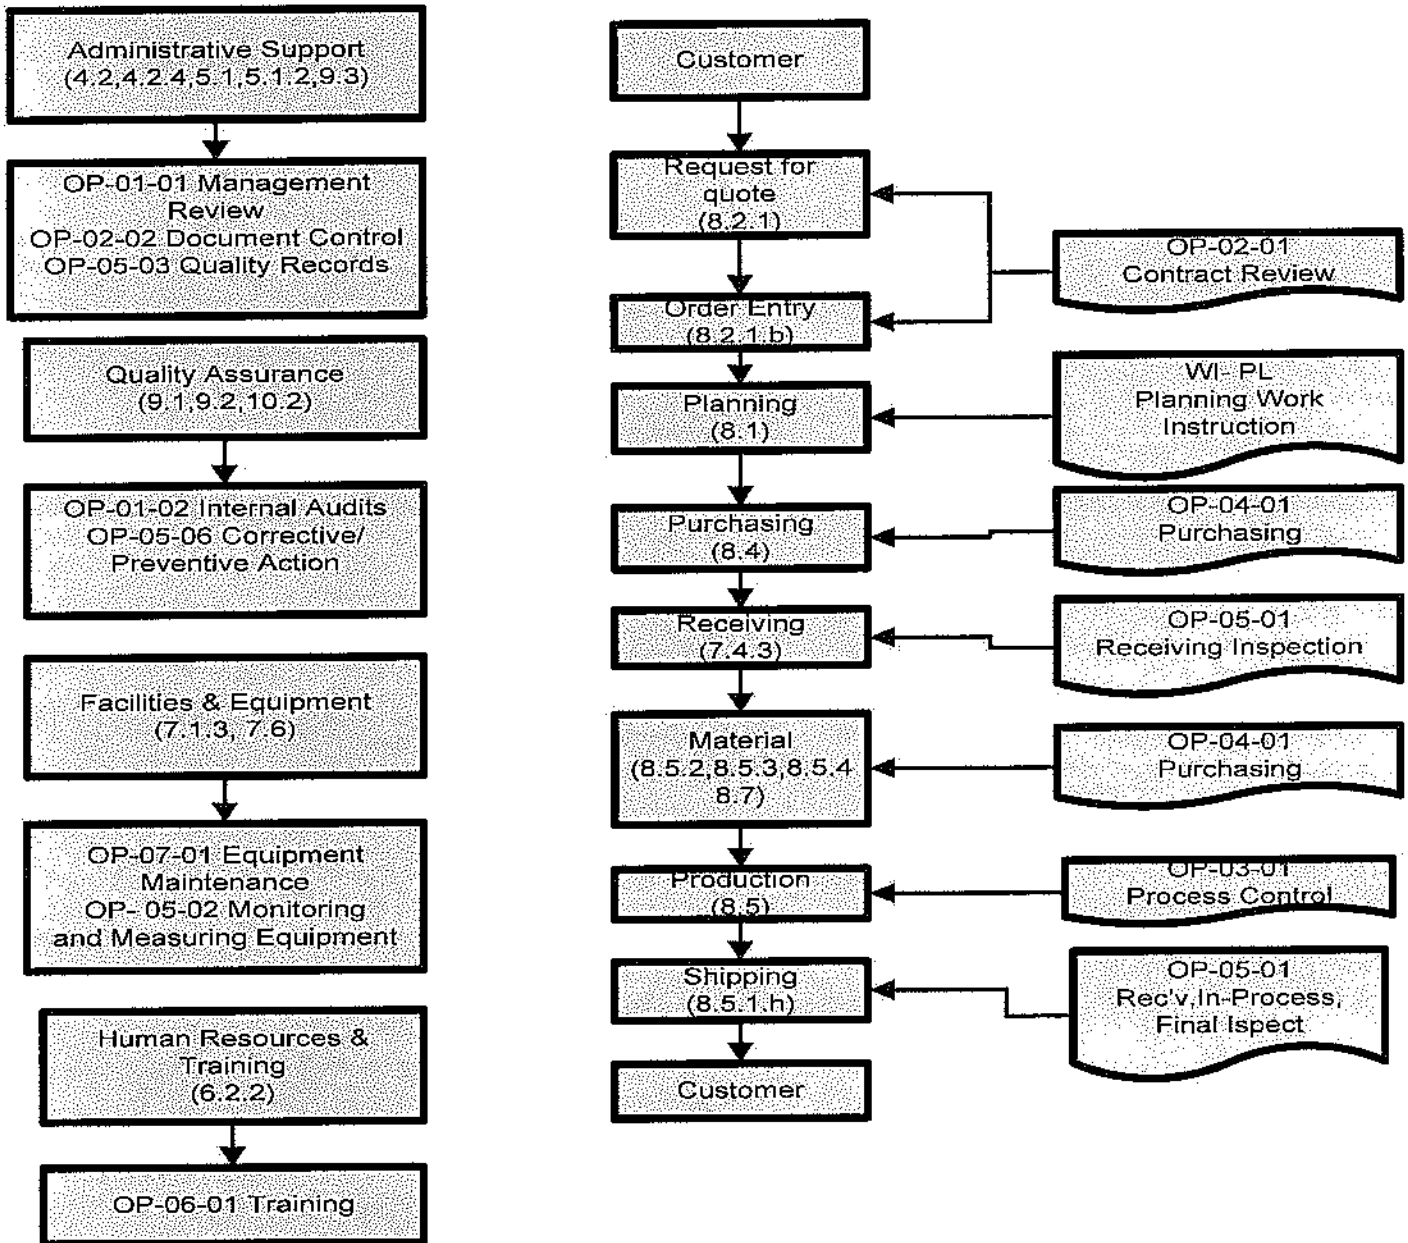 Administrative Support
(4.2,4.2.4,5.1,5.1.2,9.3)
OP-01-01 Management
Review
OP-02-02 Document Control
OP-05-03 Quality Records
Quality Assurance
(9.1,9.2,10.2)
OP-01-02 Internal Audits
OP-05-06 Corrective/
Preventive Action
Facilities & Equipment
(7.1.3, 7.6)
OP-07-01 Equipment
Maintenance
OP- 05-02 Monitoring
and Measuring Equipment
Human Resources &
Training
(6.2.2)
OP-06-01 Training
Customer
Request for
quote
(8.2.1)
Order Entry
(8.2.1.b)
Planning
(8.1)
Purchasing
(8.4)
Receiving
(7.4.3)
Material
(8.5.2,8.5.3,8.5.4
8.7)
Production
(8.5)
Shipping
(8.5.1.h)
Customer
OP-02-01
Contract Review
WI- PL
Planning Work
Instruction
OP-04-01
Purchasing
OP-05-01
Receiving Inspection
OP-04-01
Purchasing
OP-03-01
Process Control
OP-05-01
Rec'v,In-Process,
Final Ispect